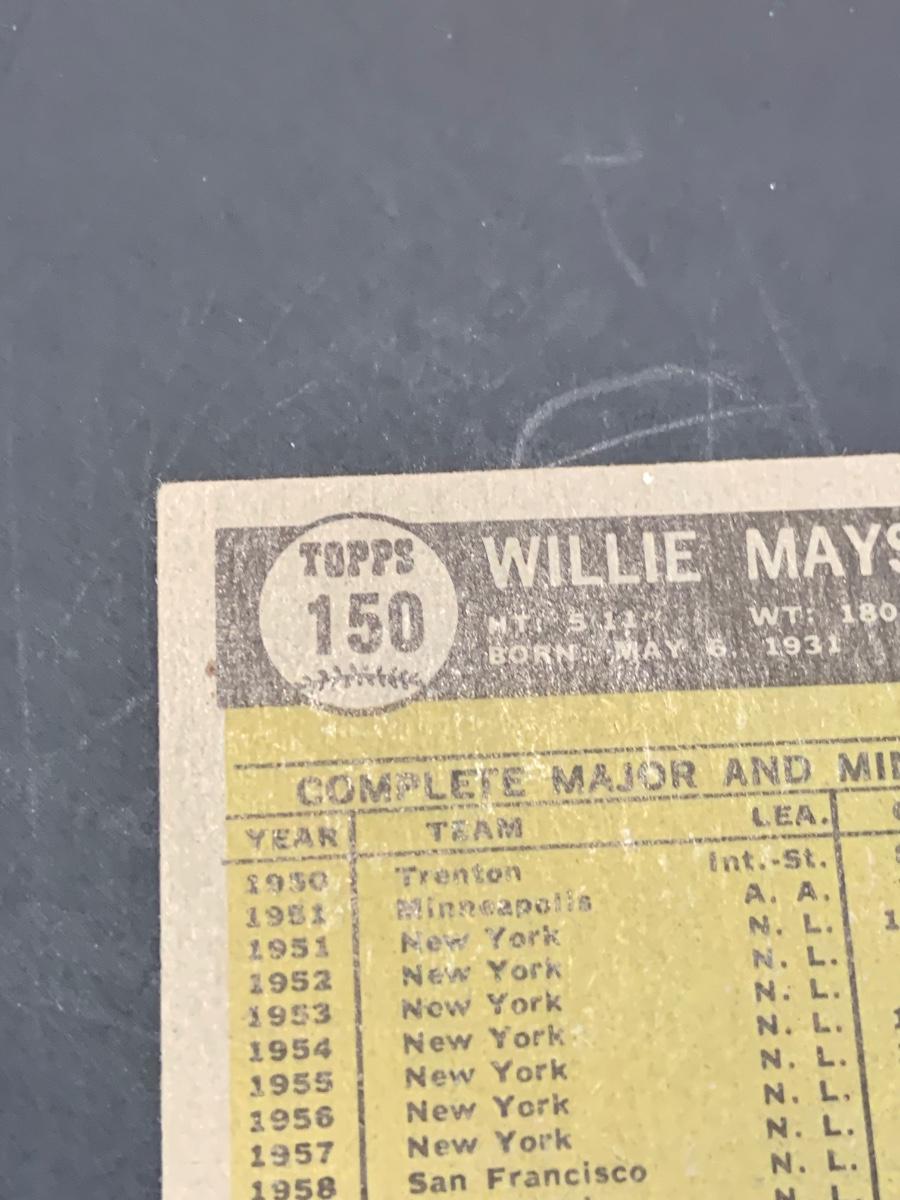 TOPPS
150
WILLIE MAYS
HT: 5'11" WT: 180
BORN: MAY 6, 1931
COMPLETE MAJOR AND MIN
YEAR TEAM LEA.
1950 Trenton Int.-St.
1951 Minneapolis A. A.
1951 New York N. L.
1952 New York N. L.
1953 New York N. L.
1954 New York N. L.
1955 New York N. L.
1956 New York N. L.
1957 New York N. L.
1958 San Francisco N. L.